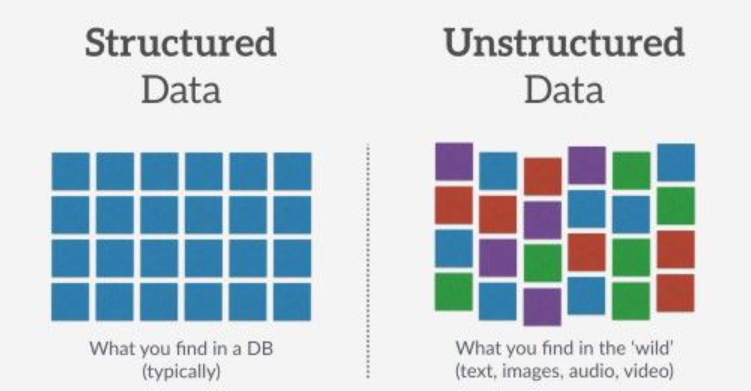 Structured
Data
What you find in a DB
(typically)
Unstructured
Data
What you find in the ‘wild’
(text, images, audio, video)